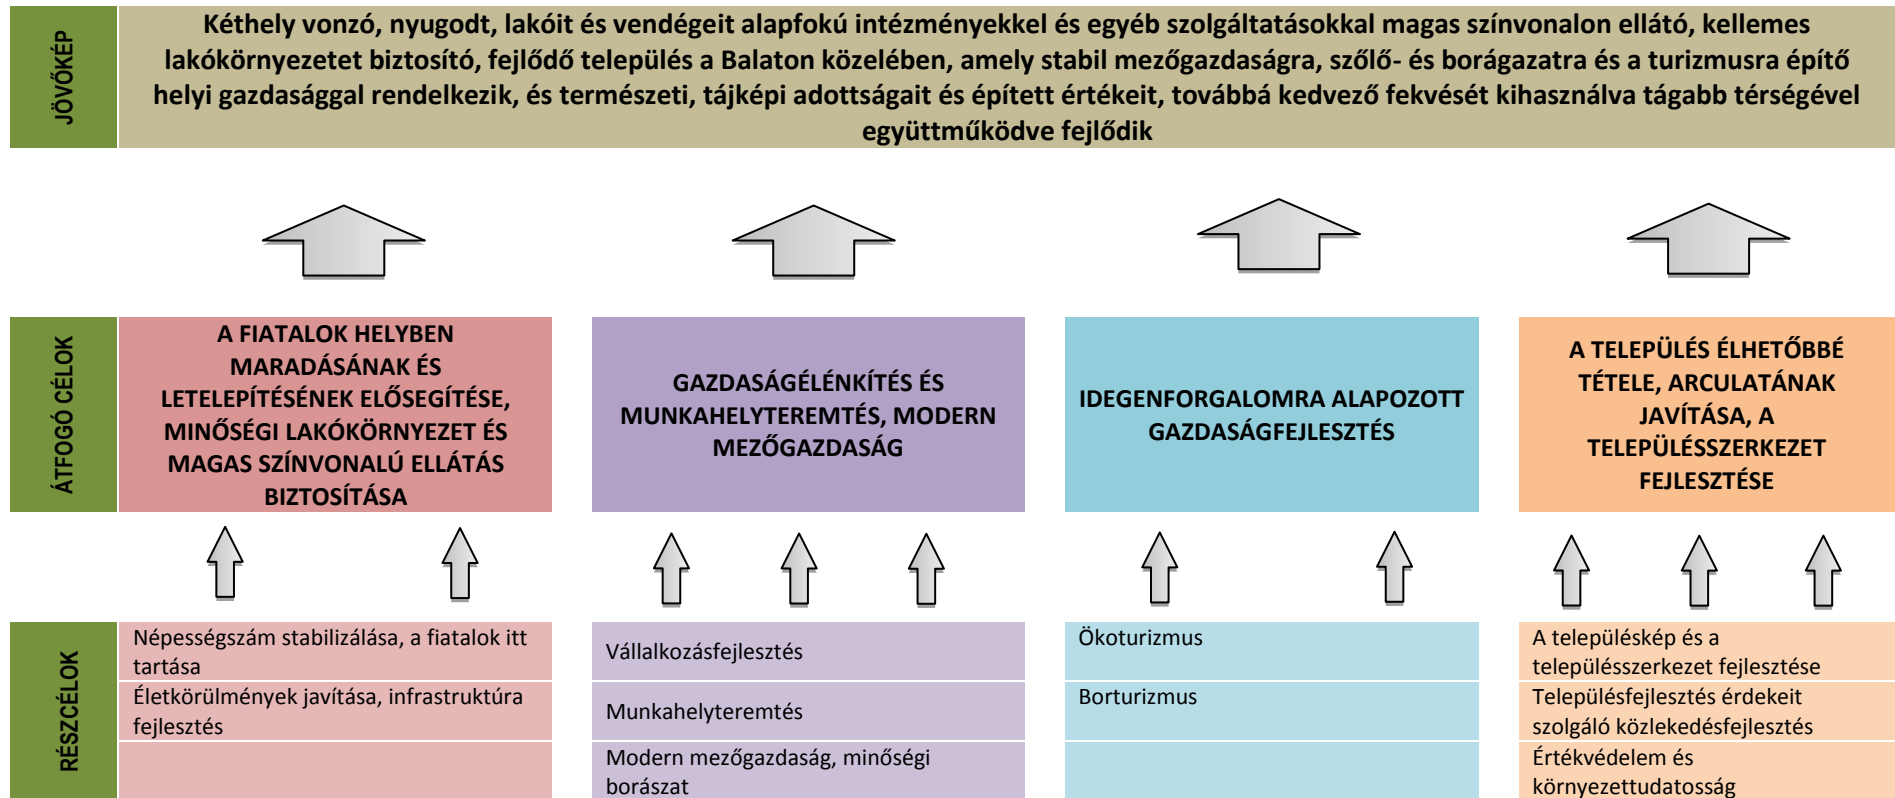 JÖVŐKÉP
Kéthely vonzó, nyugodt, lakóit és vendégeit alapfokú intézményekkel és egyéb szolgáltatásokkal magas színvonalon ellátó, kellemes
lakókörnyezetet biztosító, fejlődő település a Balaton közelében, amely stabil mezőgazdaságra, szőlő- és borágazatra és a turizmusra építő
helyi gazdasággal rendelkezik, és természeti, tájképi adottságait és épített értékeit, továbbá kedvező fekvését kihasználva tágabb térségével
együttműködve fejlődik
ÁTFOGÓ CÉLOK
A FIATALOK HELYBEN
MARADÁSÁNAK ÉS
LETELEPÍTÉSÉNEK ELŐSEGÍTÉSE,
MINŐSÉGI LAKÓKÖRNYEZET ÉS
MAGAS SZÍNVONALÚ ELLÁTÁS
BIZTOSÍTÁSA
GAZDASÁGÉLÉNKÍTÉS ÉS
MUNKAHELYTEREMTÉS, MODERN
MEZŐGAZDASÁG
IDEGENFORGALOMRA ALAPOZOTT
GAZDASÁGFEJLESZTÉS
A TELEPÜLÉS ÉLHETŐBBÉ
TÉTELE, ARCULATÁNAK
JAVÍTÁSA, A
TELEPÜLÉSSZERKEZET
FEJLESZTÉSE
RÉSZCÉLOK
Népességszám stabilizálása, a fiatalok itt
tartása
Életkörülmények javítása, infrastruktúra
fejlesztés
Vállalkozásfejlesztés
Munkahelyteremtés
Modern mezőgazdaság, minőségi
borászat
Ökoturizmus
Borturizmus
A településkép és a
településszerkezet fejlesztése
Településfejlesztés érdekeit
szolgáló közlekedésfejlesztés
Értékvédelem és
környezettudatosság